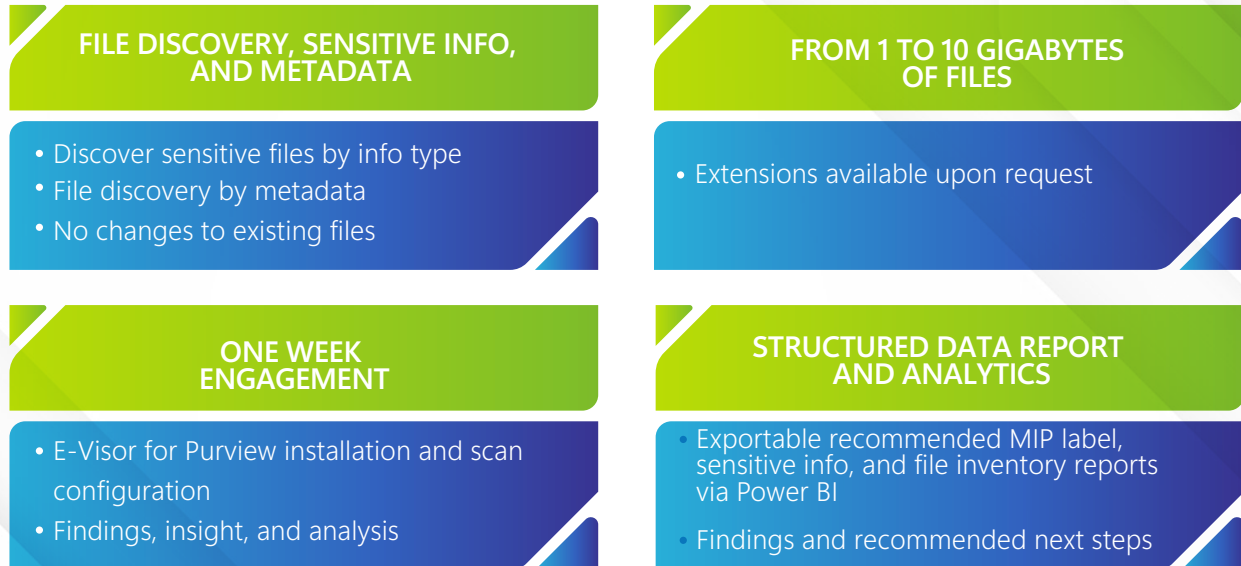 FILE DISCOVERY, SENSITIVE INFO,
AND METADATA
• Discover sensitive files by info type
• File discovery by metadata
• No changes to existing files
FROM 1 TO 10 GIGABYTES
OF FILES
• Extensions available upon request
ONE WEEK
ENGAGEMENT
• E-Visor for Purview installation and scan
configuration
• Findings, insight, and analysis
STRUCTURED DATA REPORT
AND ANALYTICS
• Exportable recommended MIP label,
sensitive info, and file inventory reports
via Power BI
• Findings and recommended next steps